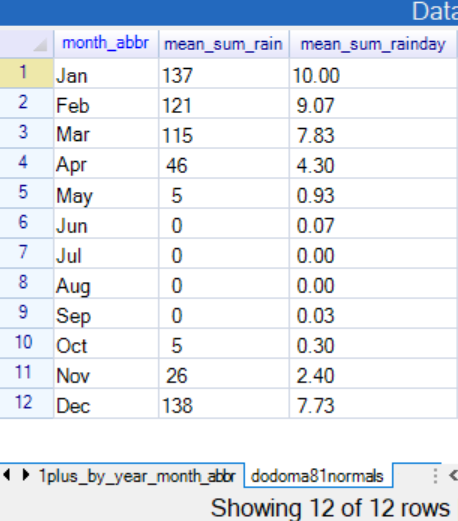 Data
month_abbr mean_sum_rain mean_sum_rainday
1 Jan 137 10.00
2 Feb 121 9.07
3 Mar 115 7.83
4 Apr 46 4.30
5 May 5 0.93
6 Jun 0 0.07
7 Jul 0 0.00
8 Aug 0 0.00
9 Sep 0 0.03
10 Oct 5 0.30
11 Nov 26 2.40
12 Dec 138 7.73
1plus_by_year_month_abbr dodoma81normals
Showing 12 of 12 rows